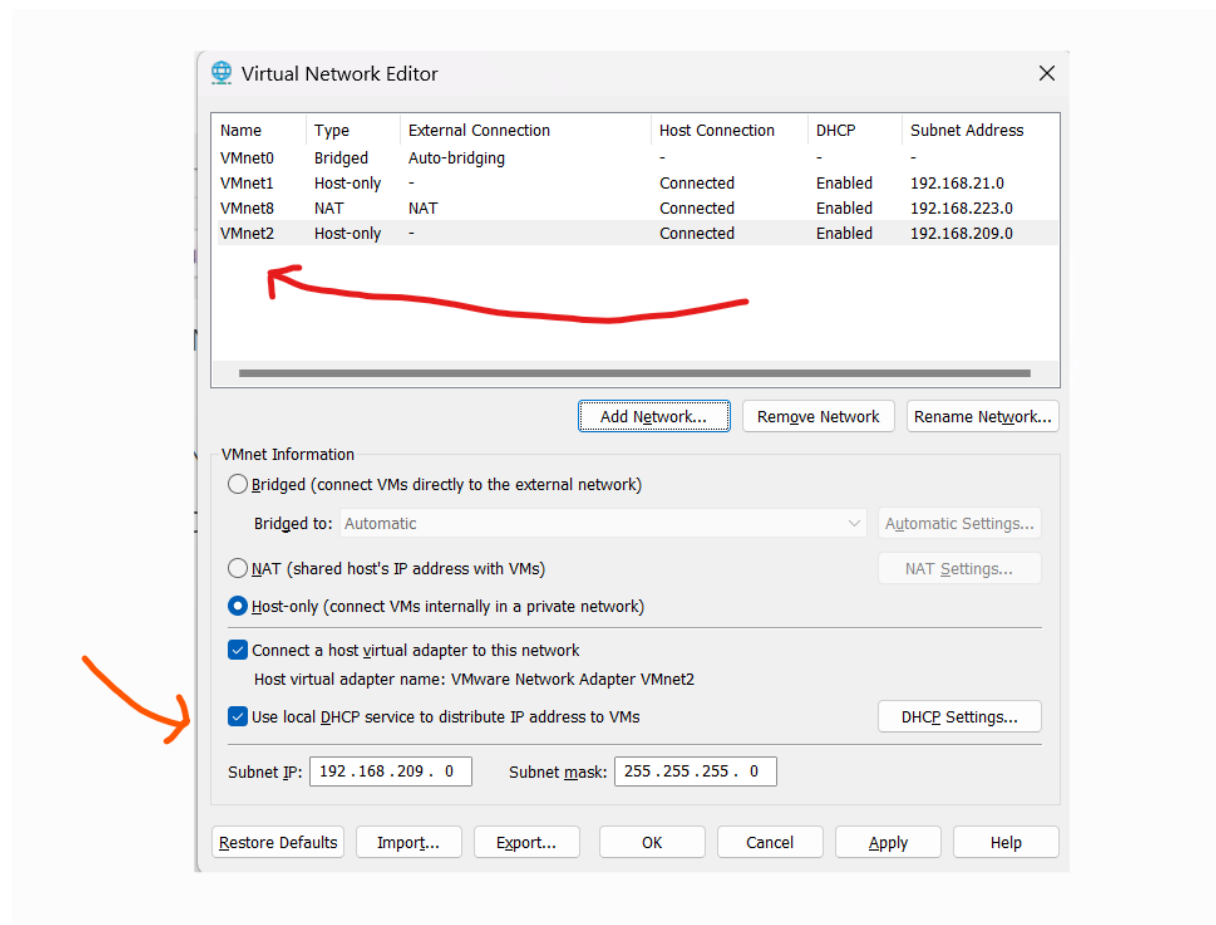 Virtual Network Editor
Name Type External Connection Host Connection DHCP Subnet Address
VMnet0 Bridged Auto-bridging - - -
VMnet1 Host-only - Connected Enabled 192.168.21.0
VMnet8 NAT NAT Connected Enabled 192.168.223.0
VMnet2 Host-only - Connected Enabled 192.168.209.0
Add Network... Remove Network Rename Network...
VMnet Information
Bridged (connect VMs directly to the external network)
Bridged to: Automatic Automatic Settings...
NAT (shared host's IP address with VMs) NAT Settings...
Host-only (connect VMs internally in a private network)
Connect a host virtual adapter to this network
Host virtual adapter name: VMware Network Adapter VMnet2
Use local DHCP service to distribute IP address to VMs DHCP Settings...
Subnet IP: 192 . 168 . 209 . 0 Subnet mask: 255 . 255 . 255 . 0
Restore Defaults Import... Export... OK Cancel Apply Help